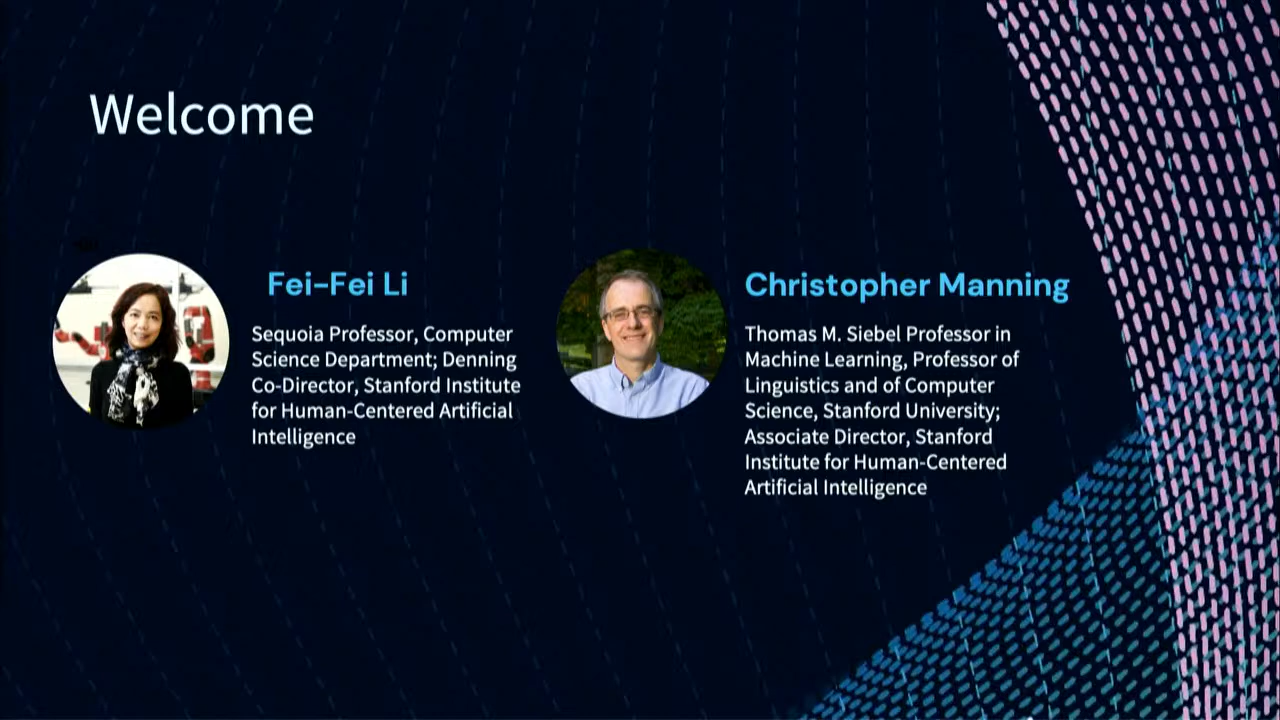 Welcome
Fei-Fei Li
Sequoia Professor, Computer
Science Department; Denning
Co-Director, Stanford Institute
for Human-Centered Artificial
Intelligence
Christopher Manning
Thomas M. Siebel Professor in
Machine Learning, Professor of
Linguistics and of Computer
Science, Stanford University;
Associate Director, Stanford
Institute for Human-Centered
Artificial Intelligence